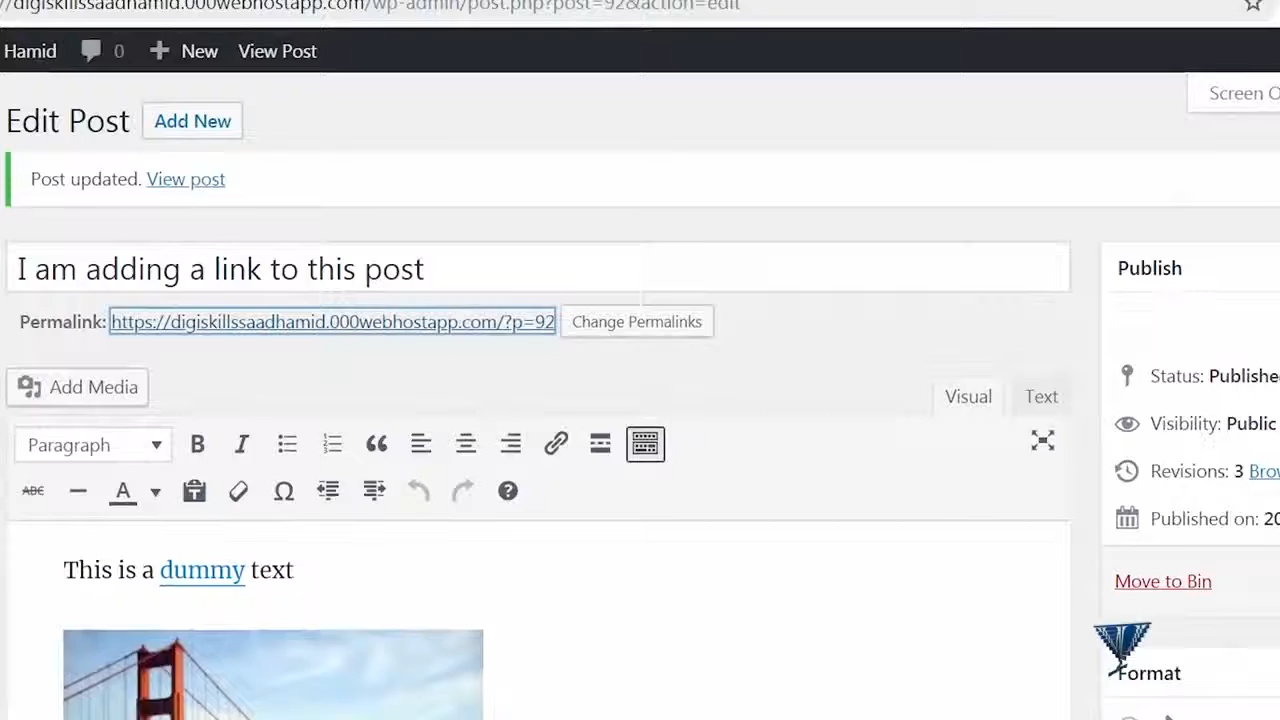 //digiskillssaadhamid.000webhostapp.com/wp-admin/post.php?post=92&action=edit
Hamid 0 New View Post
Screen O
Edit Post Add New
Post updated. View post
I am adding a link to this post
Publish
Permalink: https://digiskillssaadhamid.000webhostapp.com/?p=92 Change Permalinks
Status: Publishe
Add Media
Visual Text
Visibility: Public
Paragraph B I
Revisions: 3 Brow
ABC A T Ω ?
Published on: 20
This is a dummy text
Move to Bin
Format